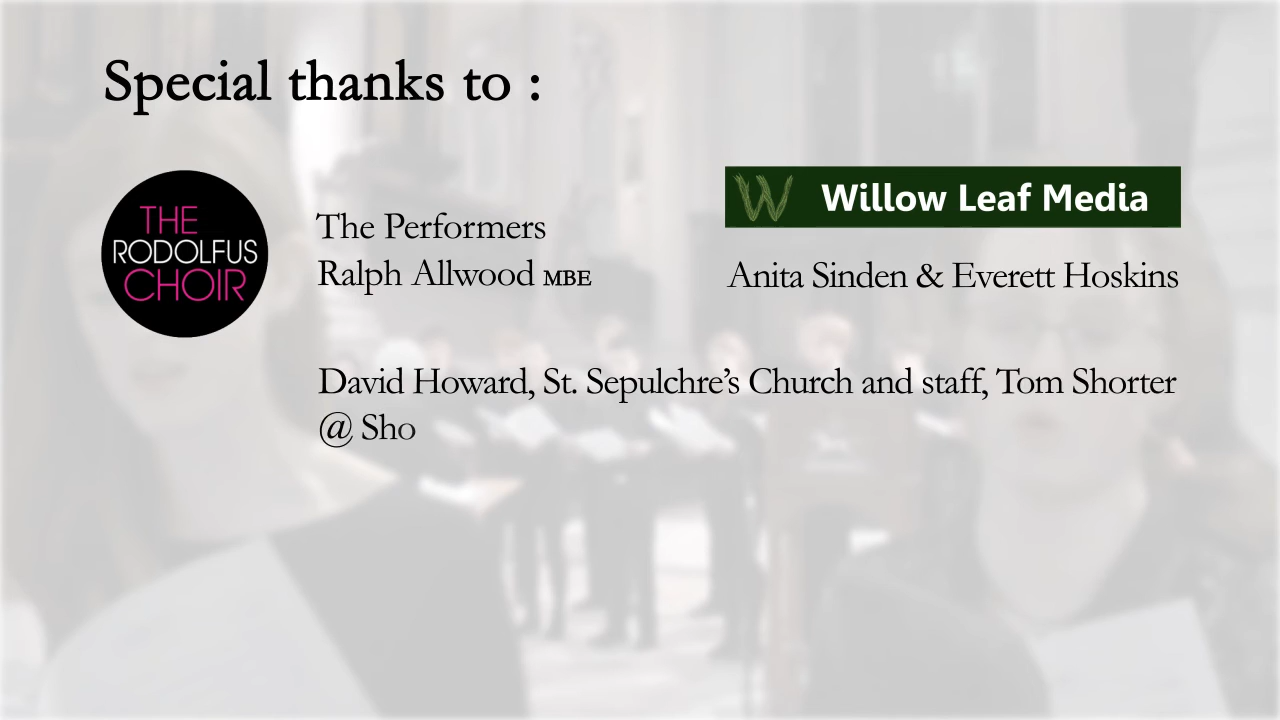 Special thanks to :
THE
RODOLFUS
CHOIR
The Performers
Ralph Allwood MBE
Willow Leaf Media
Anita Sinden & Everett Hoskins
David Howard, St. Sepulchre’s Church and staff, Tom Shorter
@ Sho